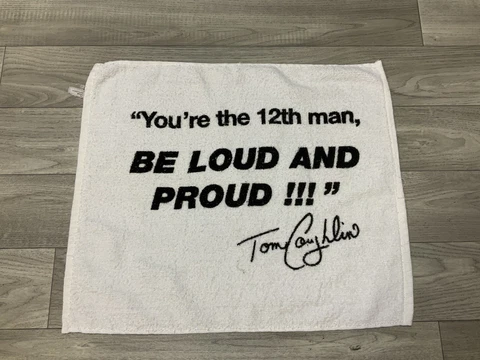 “You’re the 12th man,
BE LOUD AND
PROUD !!!”
Tom Coughlin